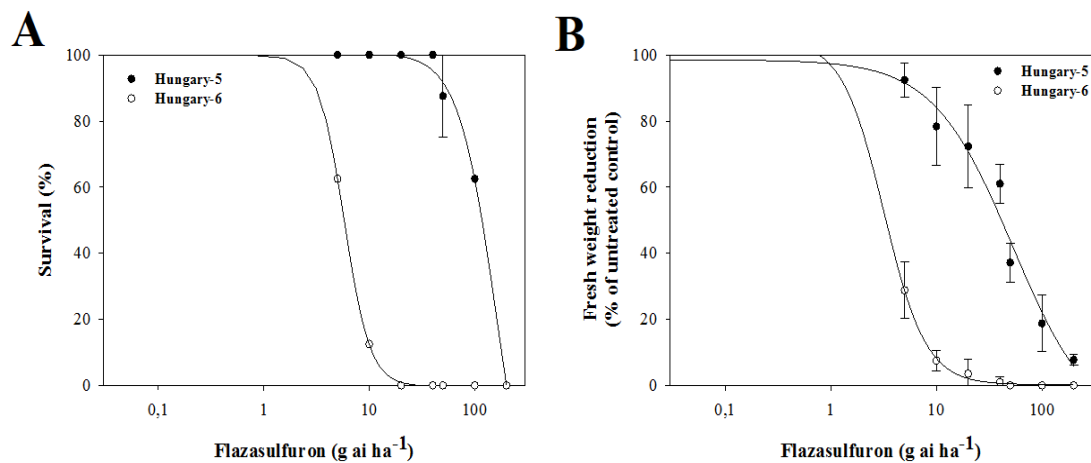 A
100
80
60
40
20
0
Survival (%)
Hungary-5
Hungary-6
0,1
1
10
100
Flazasulfuron (g ai ha⁻¹)
B
100
80
60
40
20
0
Fresh weight reduction
(% of untreated control)
Hungary-5
Hungary-6
0,1
1
10
100
Flazasulfuron (g ai ha⁻¹)